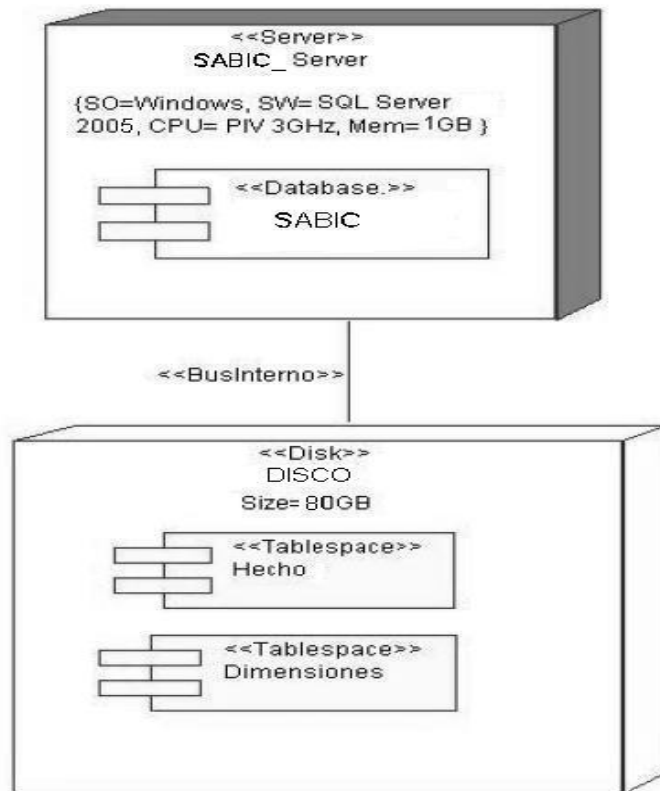 <<Server>>
SABIC_ Server
{SO=Windows, SW= SQL Server
2005, CPU= PIV 3GHz, Mem= 1GB }
<<Database.>>
SABIC
<<BusInterno>>
<<Disk>>
DISCO
Size= 80GB
<<Tablespace>>
Hecho
<<Tablespace>>
Dimensiones